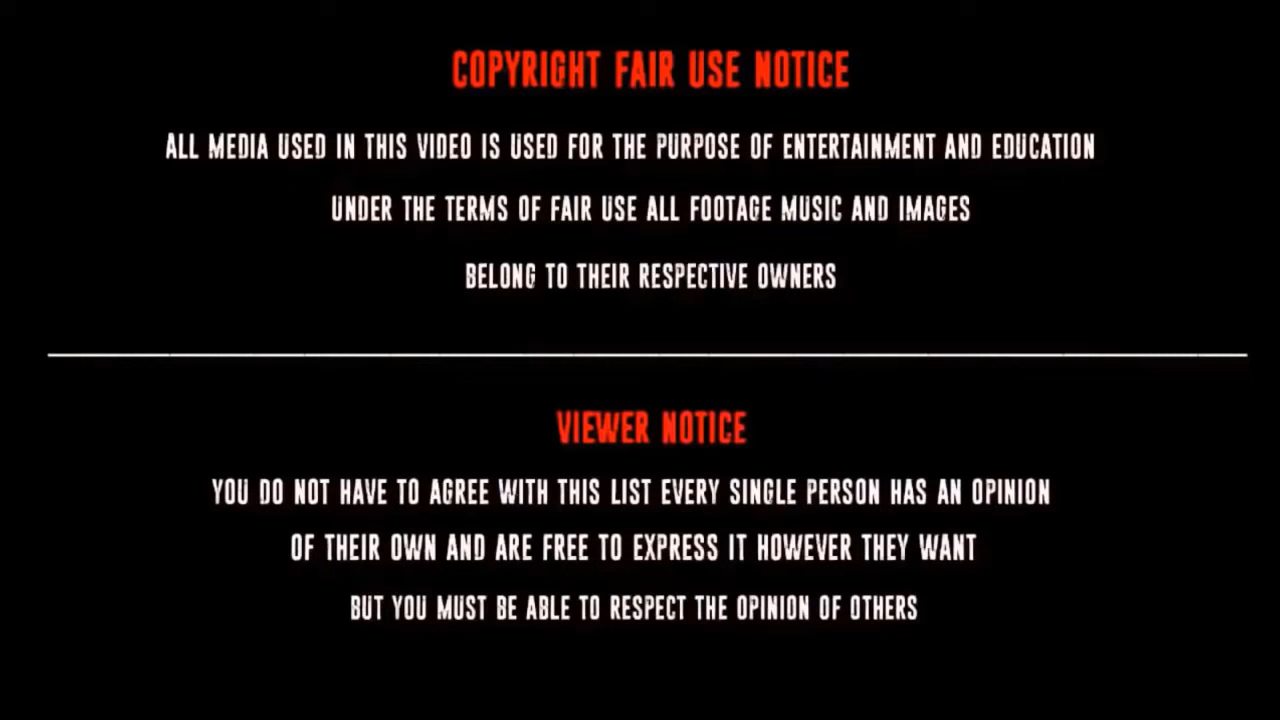 COPYRIGHT FAIR USE NOTICE
ALL MEDIA USED IN THIS VIDEO IS USED FOR THE PURPOSE OF ENTERTAINMENT AND EDUCATION
UNDER THE TERMS OF FAIR USE ALL FOOTAGE MUSIC AND IMAGES
BELONG TO THEIR RESPECTIVE OWNERS
VIEWER NOTICE
YOU DO NOT HAVE TO AGREE WITH THIS LIST EVERY SINGLE PERSON HAS AN OPINION
OF THEIR OWN AND ARE FREE TO EXPRESS IT HOWEVER THEY WANT
BUT YOU MUST BE ABLE TO RESPECT THE OPINION OF OTHERS